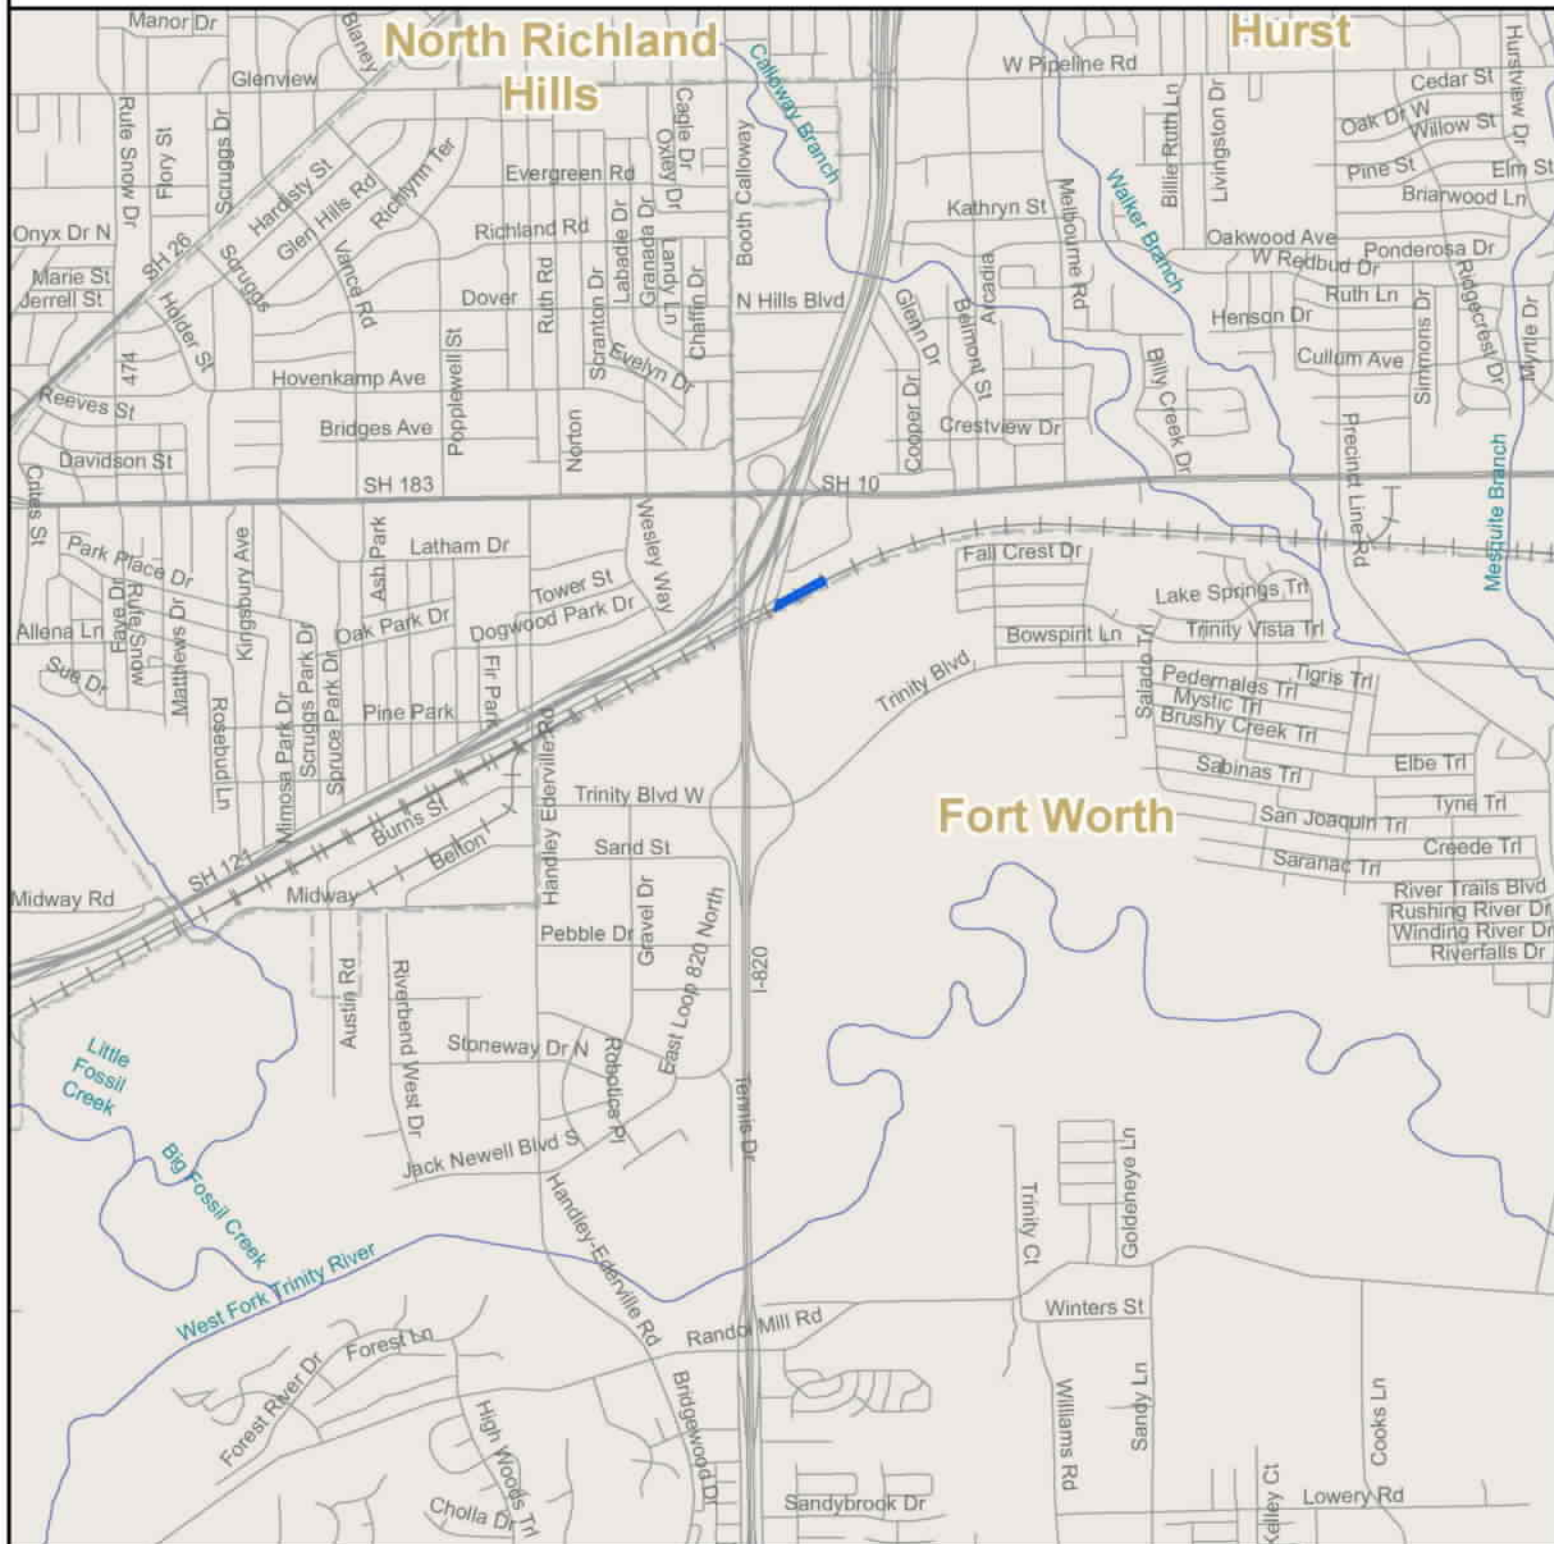 Manor Dr
Blaney
North Richland
Hills
Calloway Branch
Hurst
W Pipeline Rd
Hurstview Dr
Glenview
Cedar St
Rufe Snow Dr
Flory St
Scruggs Dr
Cagle Dr
Oxley Dr
Booth Calloway
Billie Ruth Ln
Livingston Dr
Oak Dr W
Willow St
Hardisty St
Glen Hills Rd
Richlynn Ter
Evergreen Rd
Pine St
Elm St
Briarwood Ln
Melbourne Rd
Walker Branch
Kathryn St
Onyx Dr N
SH 26
Scruggs
Vance Rd
Richland Rd
Labadie Dr
Granada Dr
Landy Ln
Chaffin Dr
Oakwood Ave
Ponderosa Dr
W Redbud Dr
Marie St
Jerrell St
Holder St
Dover
Ruth Rd
Scranton Dr
N Hills Blvd
Glenn Dr
Belmont St
Arcadia
Ruth Ln
Henson Dr
Simmons Dr
Ridgecrest Dr
Myrtle Dr
474
Hovenkamp Ave
Popplewell St
Evelyn Dr
Cullum Ave
Billy Creek Dr
Reeves St
Bridges Ave
Norton
Cooper Dr
Crestview Dr
Precinct Line Rd
Mesquite Branch
Davidson St
Crites St
SH 183
SH 10
Wesley Way
Park Place Dr
Kingsbury Ave
Ash Park
Latham Dr
Fall Crest Dr
Tower St
Dogwood Park Dr
Lake Springs Trl
Allena Ln
Faye Dr
Rufe Snow
Matthews Dr
Oak Park Dr
Bowspirit Ln
Trinity Vista Trl
Sue Dr
Scruggs Park Dr
Spruce Park Dr
Fir Park
Trinity Blvd
Salado Trl
Pedernales Trl
Tigris Trl
Mystic Trl
Brushy Creek Trl
Rosebud Ln
Mimosa Park Dr
Pine Park
Handley Ederville Rd
Sabinas Trl
Elbe Trl
Trinity Blvd W
Fort Worth
Tyne Trl
San Joaquin Trl
Burns St
Belton
Sand St
Creede Trl
Saranac Trl
SH 121
Midway Rd
Midway
River Trails Blvd
Rushing River Dr
Winding River Dr
Riverfalls Dr
Pebble Dr
Gravel Dr
East Loop 820 North
I-820
Austin Rd
Riverbend West Dr
Stoneway Dr N
Robotics Pl
Little
Fossil
Creek
Tennis Dr
Jack Newell Blvd S
Big Fossil Creek
Handley-Ederville Rd
Trinity Ct
Goldeneye Ln
West Fork Trinity River
Winters St
Randol Mill Rd
Forest Ln
Forest River Dr
Bridgewood Dr
High Woods Trl
Williams Rd
Sandy Ln
Cooks Ln
Cholla Dr
Sandybrook Dr
Kelley Ct
Lowery Rd